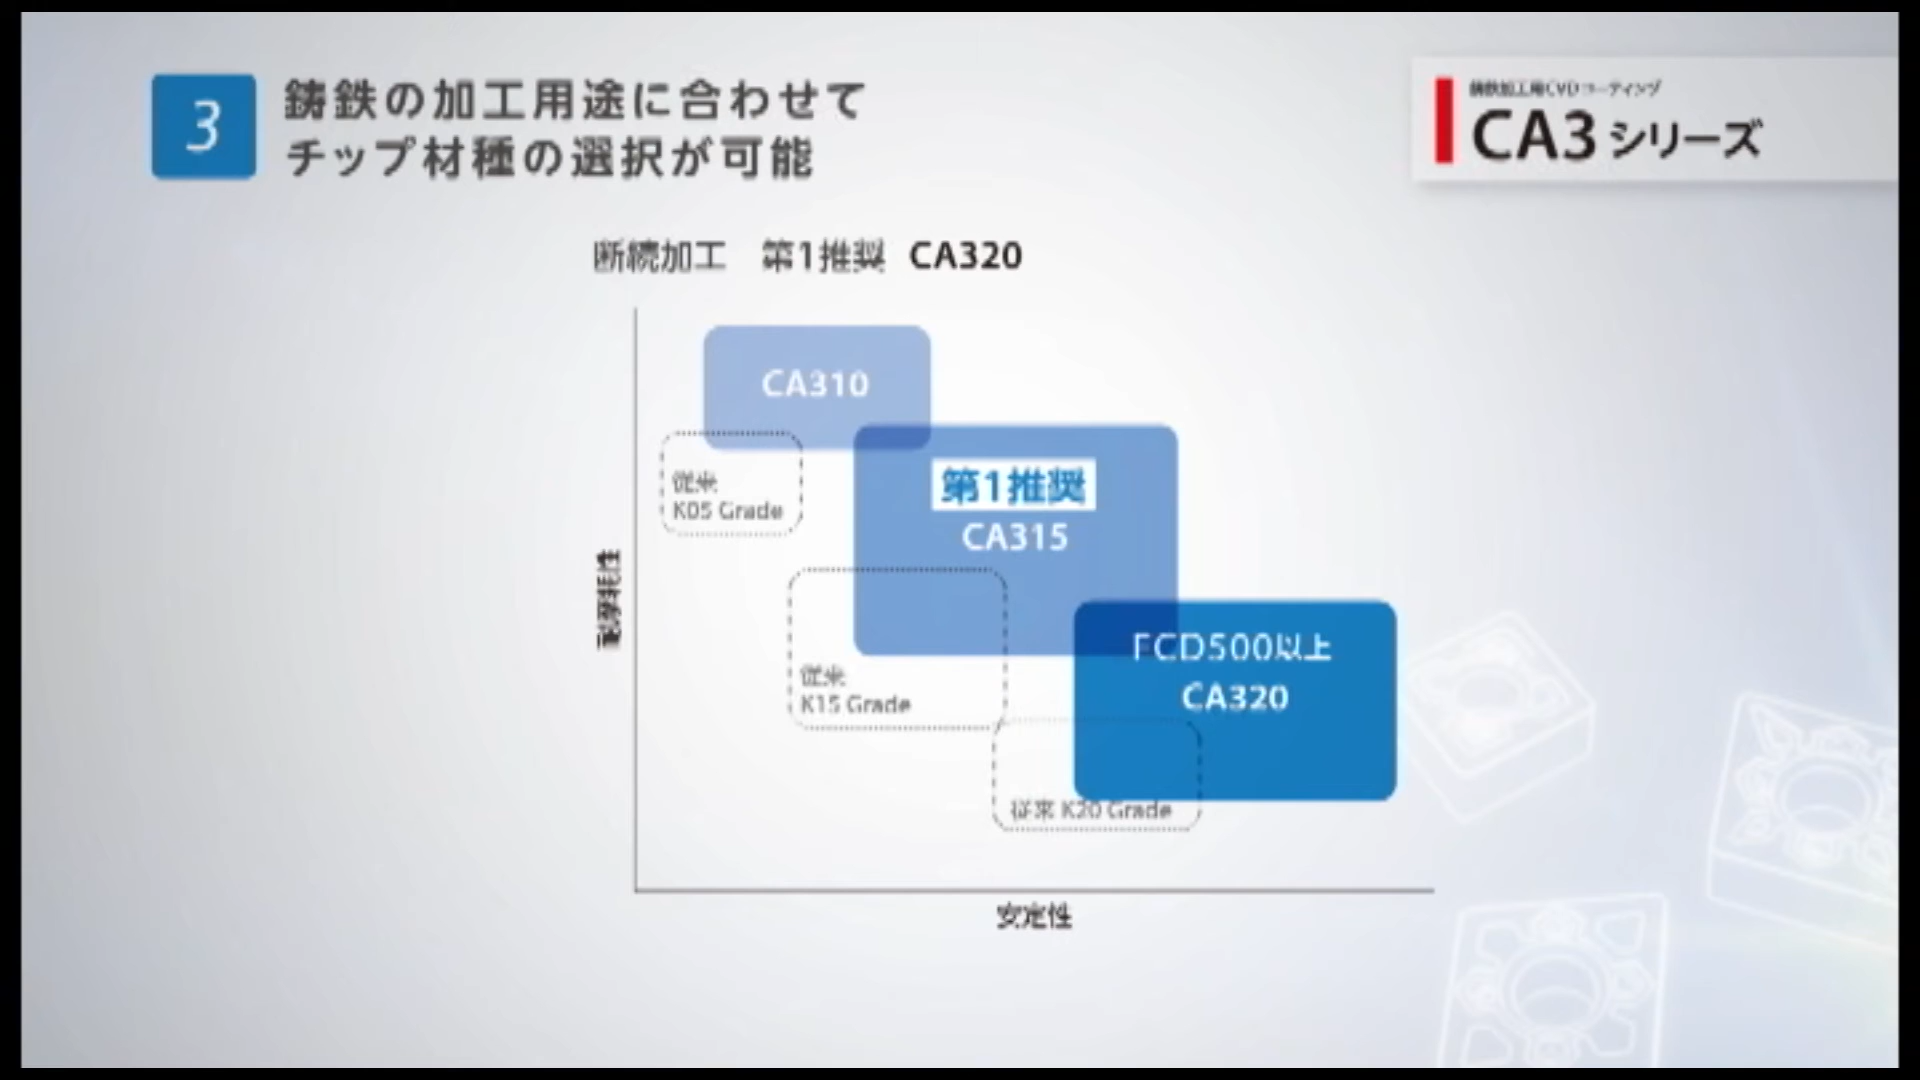 3
鋳鉄の加工用途に合わせて
チップ材種の選択が可能
鋳鉄加工用CVDコーティング
CA3 シリーズ
断続加工 第1推奨 CA320
CA310
従来
K05 Grade
第1推奨
CA315
従来
K15 Grade
FCD500以上
CA320
従来 K20 Grade
耐摩耗性
安定性